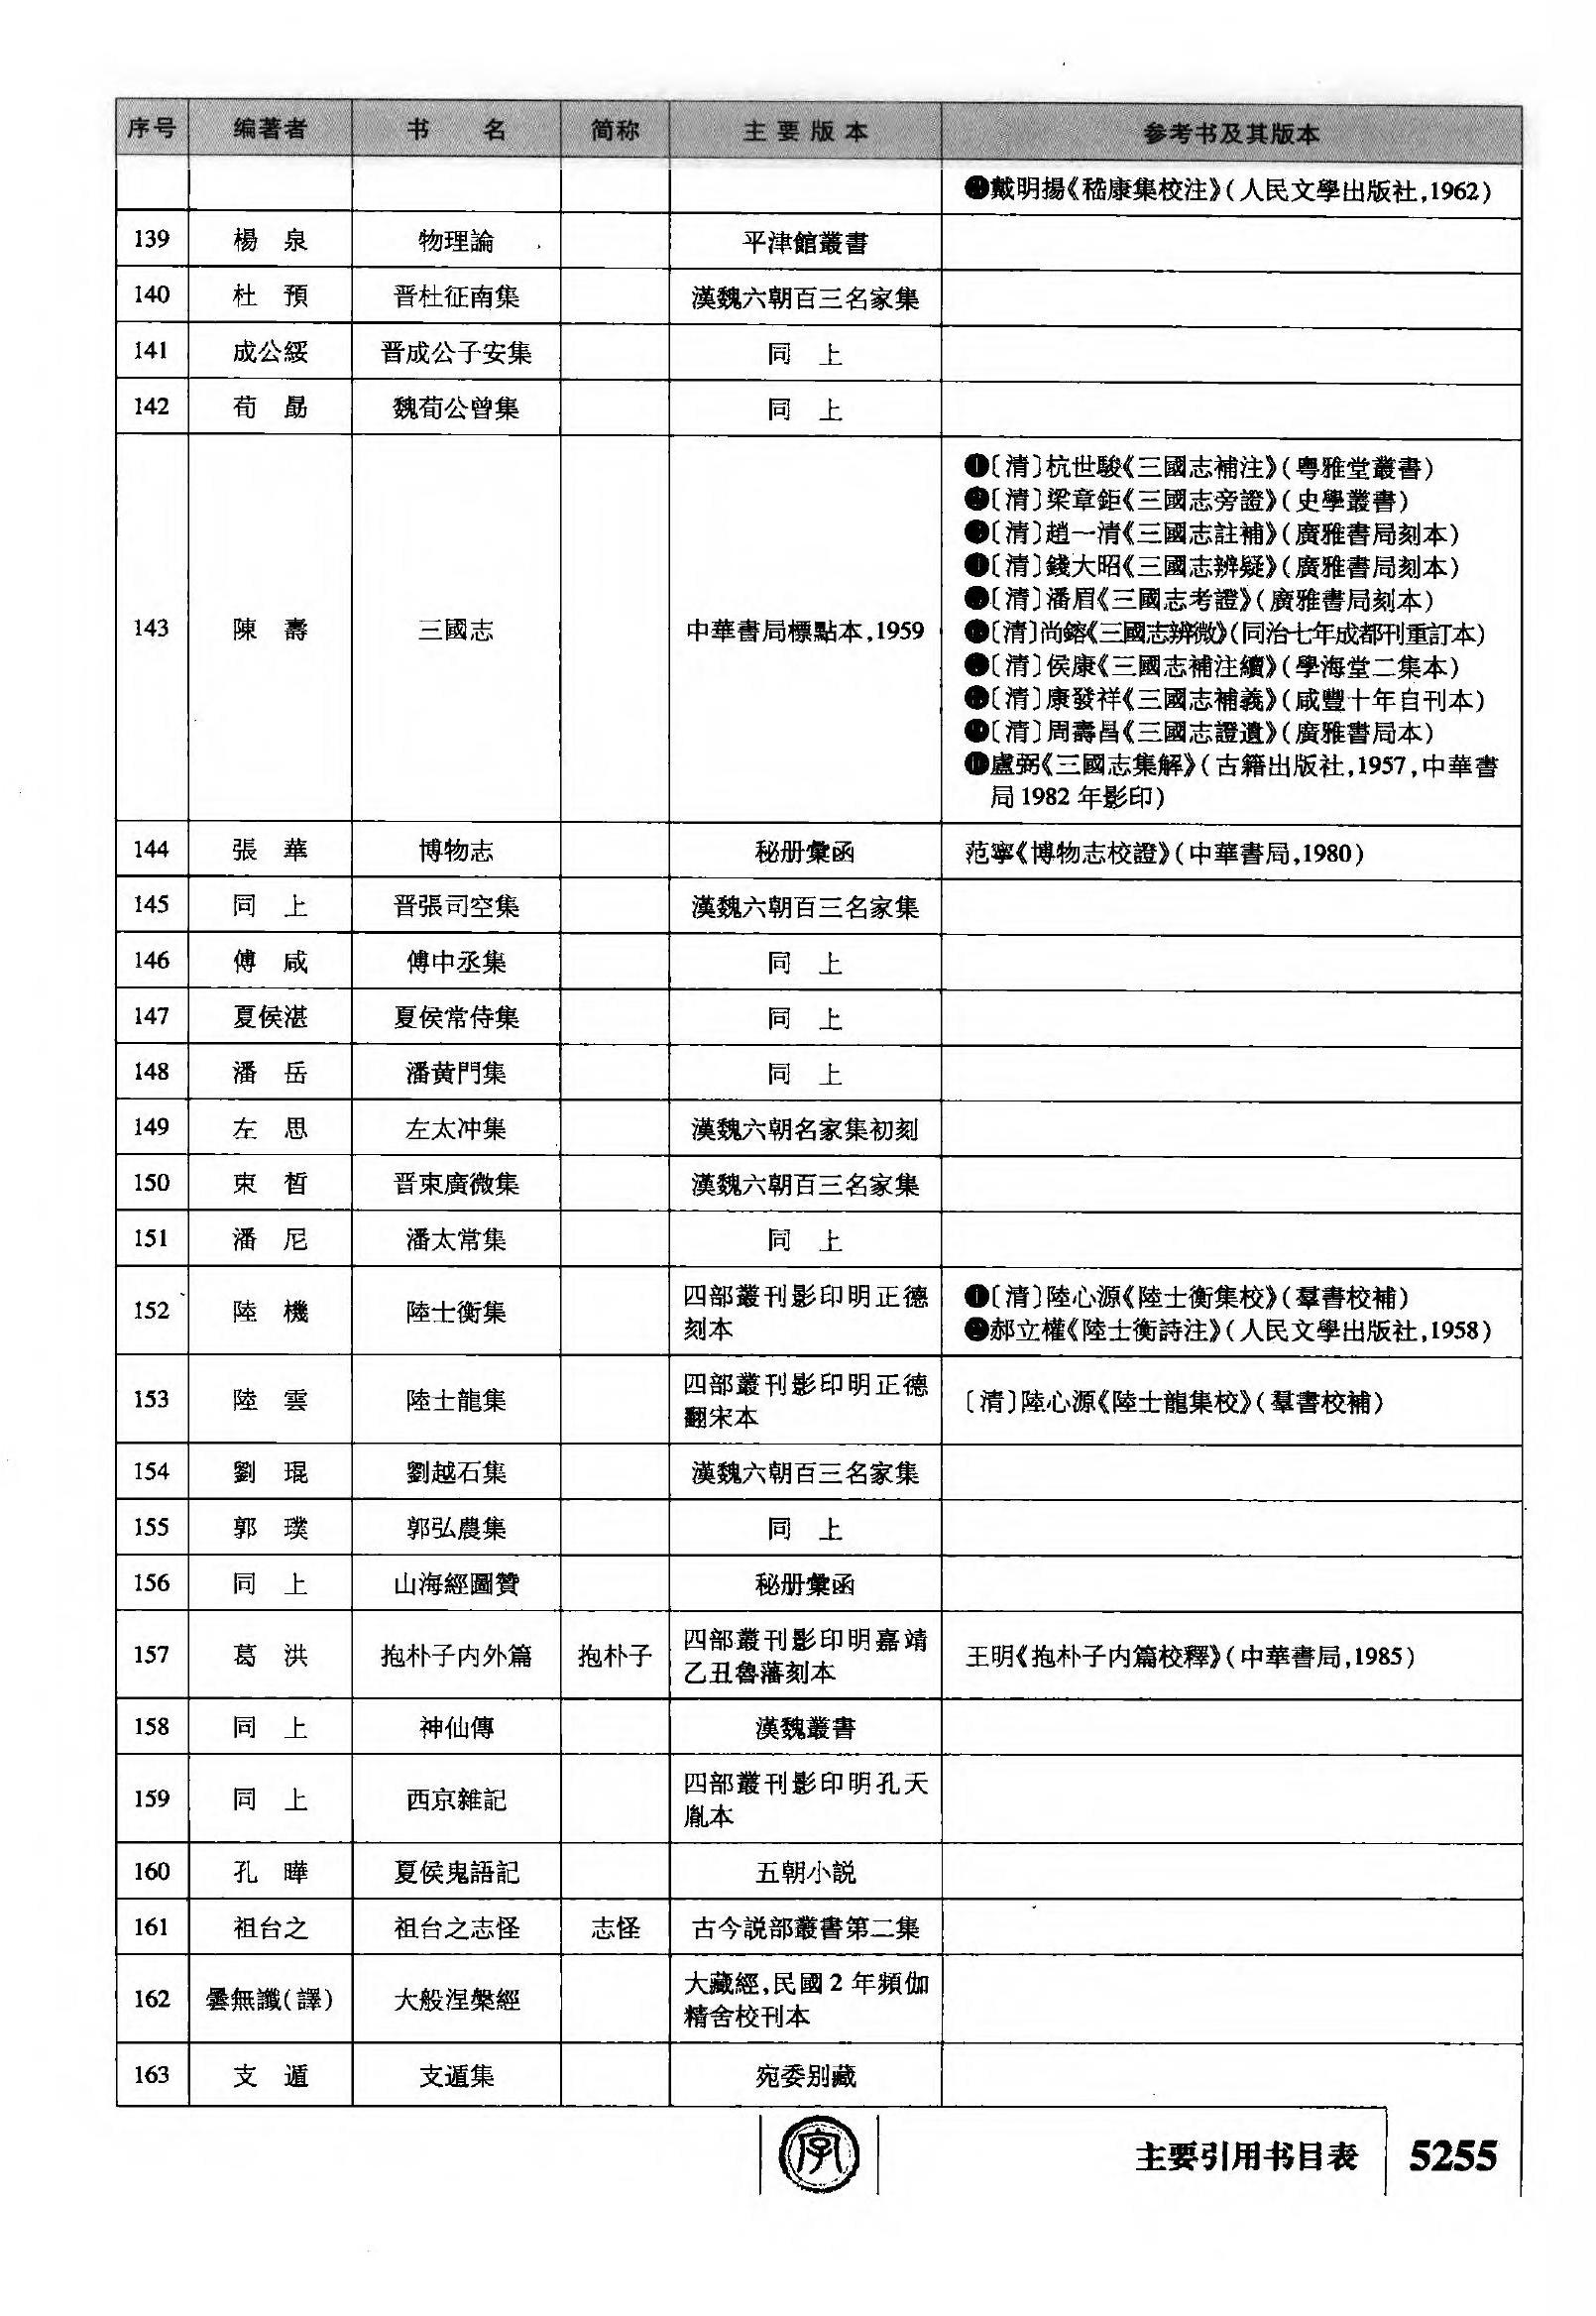 序号 编著者 书 名 简称 主要版本 参考书及其版本
❷戴明揚《嵇康集校注》(人民文學出版社,1962)
139 楊 泉 物理論 平津館叢書
140 杜 預 晋杜征南集 漢魏六朝百三名家集
141 成公綏 晋成公子安集 同 上
142 荀 勗 魏荀公曾集 同 上
143 陳 壽 三國志 中華書局標點本,1959
❶〔清〕杭世駿《三國志補注》(粤雅堂叢書)
❷〔清〕梁章鉅《三國志旁證》(史學叢書)
❸〔清〕趙一清《三國志註補》(廣雅書局刻本)
❹〔清〕錢大昭《三國志辨疑》(廣雅書局刻本)
❺〔清〕潘眉《三國志考證》(廣雅書局刻本)
❻〔清〕尚鎔《三國志辨微》(同治七年成都刊重訂本)
❼〔清〕侯康《三國志補注續》(學海堂二集本)
❽〔清〕康發祥《三國志補義》(咸豐十年自刊本)
❾〔清〕周壽昌《三國志證遺》(廣雅書局本)
❿盧弼《三國志集解》(古籍出版社,1957,中華書
局1982年影印)
144 張 華 博物志 秘册彙函 范寧《博物志校證》(中華書局,1980)
145 同 上 晋張司空集 漢魏六朝百三名家集
146 傅 咸 傅中丞集 同 上
147 夏侯湛 夏侯常侍集 同 上
148 潘 岳 潘黄門集 同 上
149 左 思 左太冲集 漢魏六朝名家集初刻
150 束 晳 晋束廣微集 漢魏六朝百三名家集
151 潘 尼 潘太常集 同 上
152 陸 機 陸士衡集 四部叢刊影印明正德
刻本
❶〔清〕陸心源《陸士衡集校》(羣書校補)
❷郝立權《陸士衡詩注》(人民文學出版社,1958)
153 陸 雲 陸士龍集 四部叢刊影印明正德
翻宋本
〔清〕陸心源《陸士龍集校》(羣書校補)
154 劉 琨 劉越石集 漢魏六朝百三名家集
155 郭 璞 郭弘農集 同 上
156 同 上 山海經圖贊 秘册彙函
157 葛 洪 抱朴子内外篇 抱朴子 四部叢刊影印明嘉靖
乙丑魯藩刻本
王明《抱朴子内篇校釋》(中華書局,1985)
158 同 上 神仙傳 漢魏叢書
159 同 上 西京雜記 四部叢刊影印明孔天
胤本
160 孔 曄 夏侯鬼語記 五朝小説
161 祖台之 祖台之志怪 志怪 古今説部叢書第二集
162 曇無讖(譯) 大般涅槃經 大藏經,民國2年頻伽
精舍校刊本
163 支 遁 支遁集 宛委别藏
字
主要引用书目表 5255